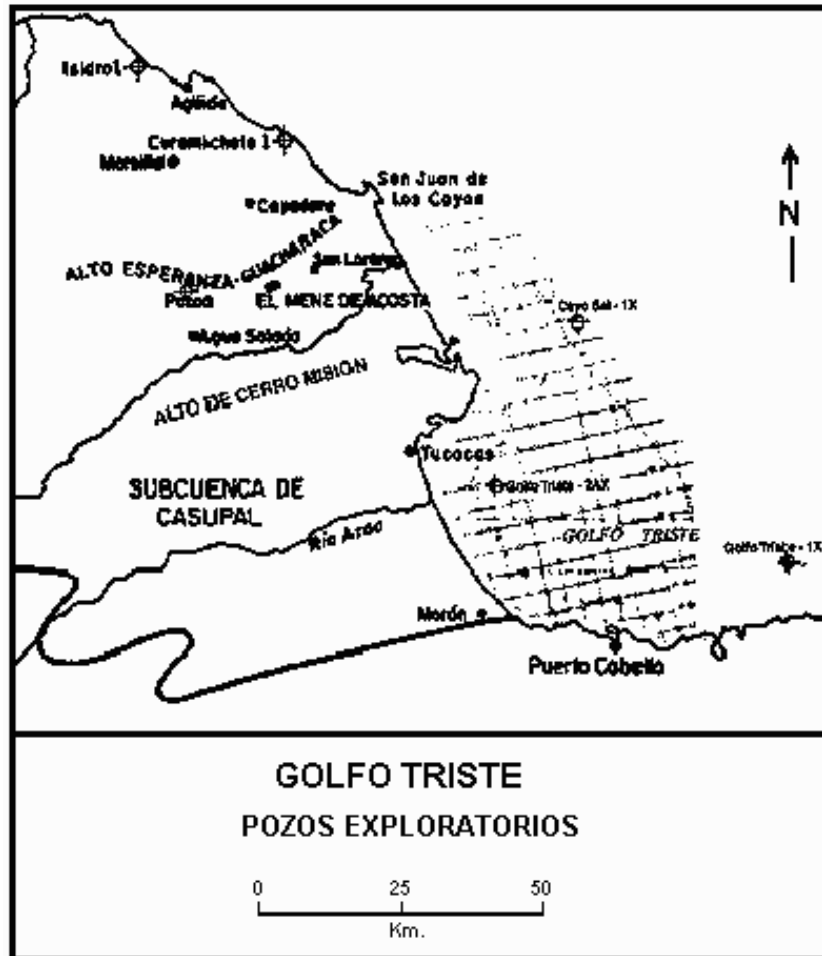 Isidro1
Aguide
Curamichate 1
San Juan de
Los Cayos
N
Capadare
ALTO ESPERANZA-GUACHARACA
San Lorenzo
Pozon
EL MENE DE ACOSTA
Cayo Sal - 1X
Agua Salada
ALTO DE CERRO MISION
Tucacas
SUBCUENCA DE
CASUPAL
Golfo Triste - 2AX
Rio Aroa
GOLFO TRISTE
Golfo Triste - 1X
Morón
Puerto Cabello
GOLFO TRISTE
POZOS EXPLORATORIOS
0 25 50
Km.